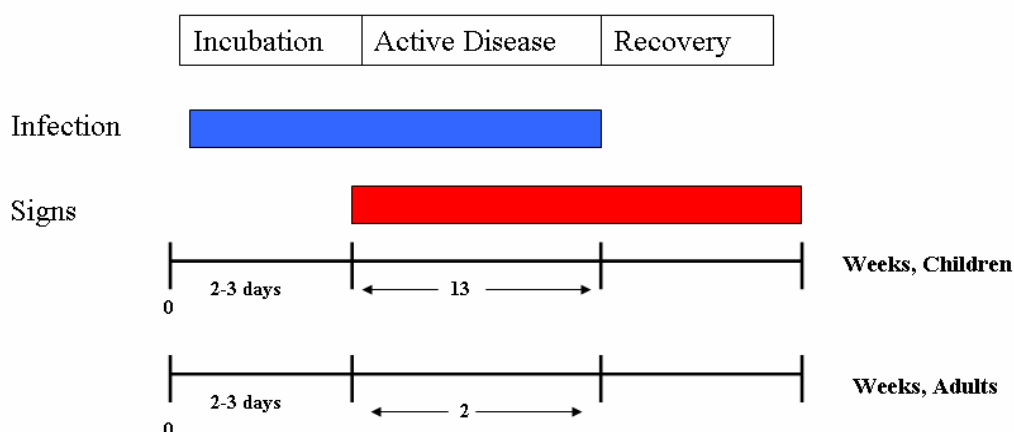 Incubation Active Disease Recovery
Infection
Signs
Weeks, Children
2-3 days 13
0
Weeks, Adults
2-3 days 2
0